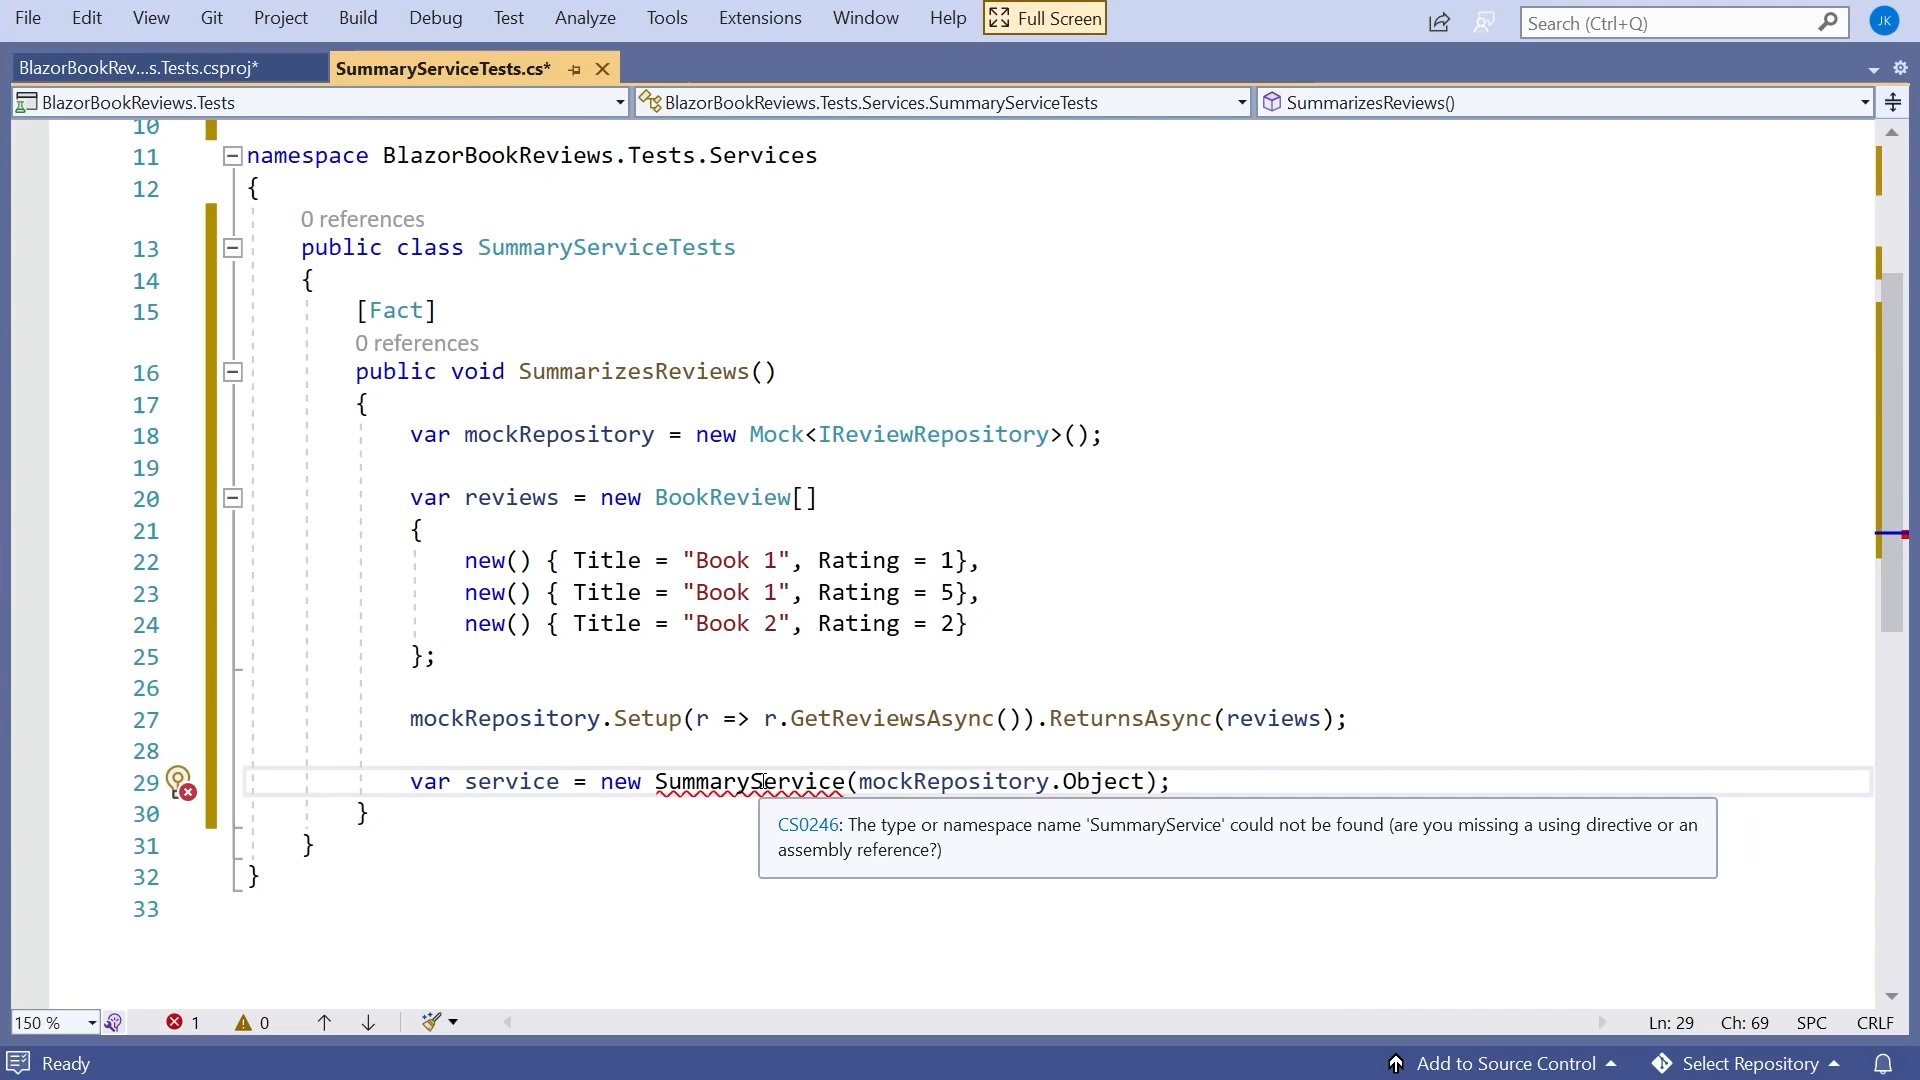 File Edit View Git Project Build Debug Test Analyze Tools Extensions Window Help Full Screen Search (Ctrl+Q) JK
BlazorBookRev...s.Tests.csproj* SummaryServiceTests.cs*
BlazorBookReviews.Tests BlazorBookReviews.Tests.Services.SummaryServiceTests SummarizesReviews()
10
11 namespace BlazorBookReviews.Tests.Services
12 {
0 references
13 public class SummaryServiceTests
14 {
15 [Fact]
0 references
16 public void SummarizesReviews()
17 {
18 var mockRepository = new Mock<IReviewRepository>();
19
20 var reviews = new BookReview[]
21 {
22 new() { Title = "Book 1", Rating = 1},
23 new() { Title = "Book 1", Rating = 5},
24 new() { Title = "Book 2", Rating = 2}
25 };
26
27 mockRepository.Setup(r => r.GetReviewsAsync()).ReturnsAsync(reviews);
28
29 var service = new SummaryService(mockRepository.Object);
30 }
CS0246: The type or namespace name 'SummaryService' could not be found (are you missing a using directive or an
31 }
assembly reference?)
32 }
33
150 % 1 0 Ln: 29 Ch: 69 SPC CRLF
Ready Add to Source Control Select Repository